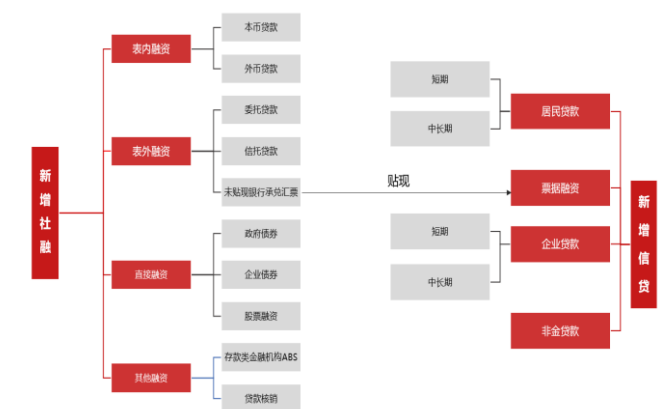 新增社融
表内融资
本币贷款
外币贷款
表外融资
委托贷款
信托贷款
未贴现银行承兑汇票
直接融资
政府债券
企业债券
股票融资
其他融资
存款类金融机构ABS
贷款核销
贴现
短期
中长期
居民贷款
票据融资
短期
中长期
企业贷款
非金贷款
新增信贷